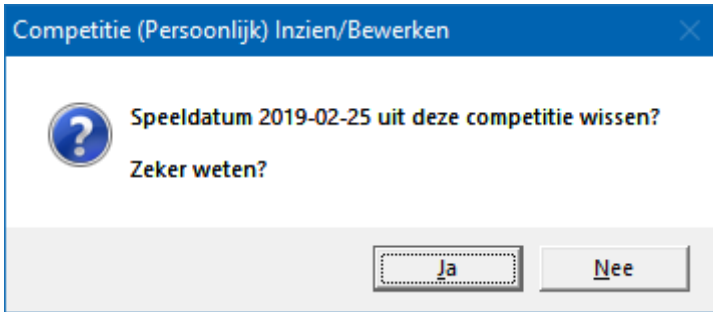 Competitie (Persoonlijk) Inzien/Bewerken
Speeldatum 2019-02-25 uit deze competitie wissen?
Zeker weten?
Ja
Nee